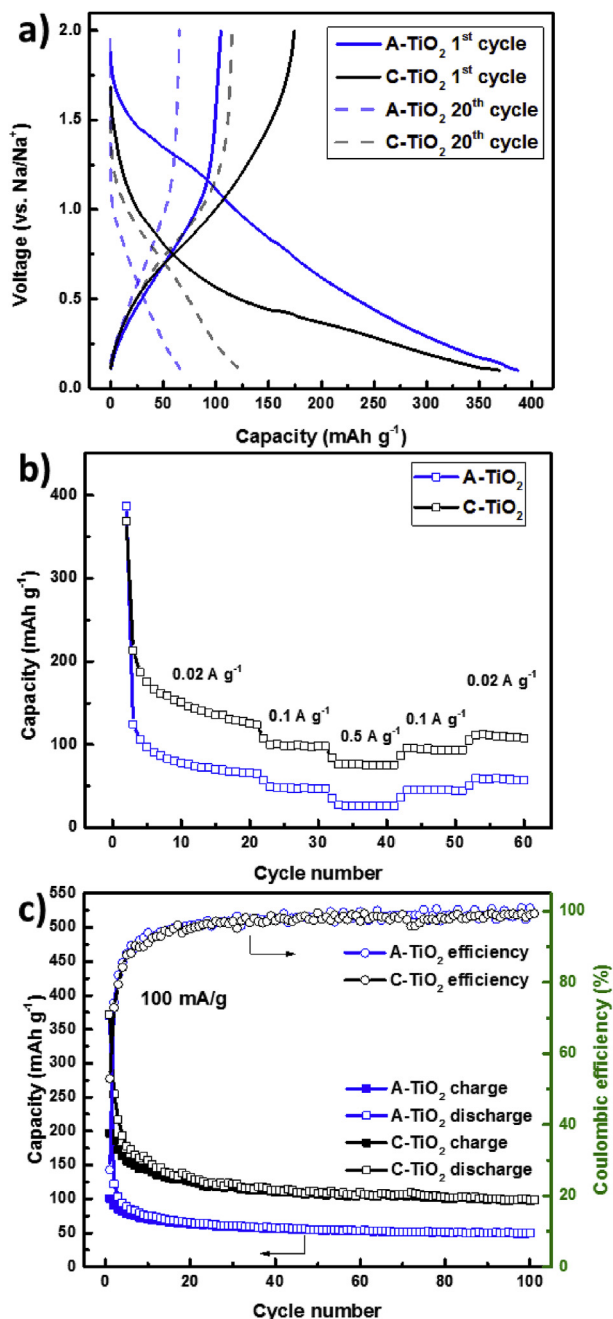 a)
2.0
1.5
1.0
0.5
0.0
Voltage (vs. Na/Na⁺)
A-TiO₂ 1ˢᵗ cycle
C-TiO₂ 1ˢᵗ cycle
A-TiO₂ 20ᵗʰ cycle
C-TiO₂ 20ᵗʰ cycle
0 50 100 150 200 250 300 350 400
Capacity (mAh g⁻¹)
b)
400
300
200
100
0
Capacity (mAh g⁻¹)
A-TiO₂
C-TiO₂
0.02 A g⁻¹
0.1 A g⁻¹
0.5 A g⁻¹
0.1 A g⁻¹
0.02 A g⁻¹
0 10 20 30 40 50 60
Cycle number
c)
550
500
450
400
350
300
250
200
150
100
50
0
Capacity (mAh g⁻¹)
A-TiO₂ efficiency
C-TiO₂ efficiency
100 mA/g
A-TiO₂ charge
A-TiO₂ discharge
C-TiO₂ charge
C-TiO₂ discharge
100
80
60
40
20
0
Coulombic efficiency (%)
0 20 40 60 80 100
Cycle number